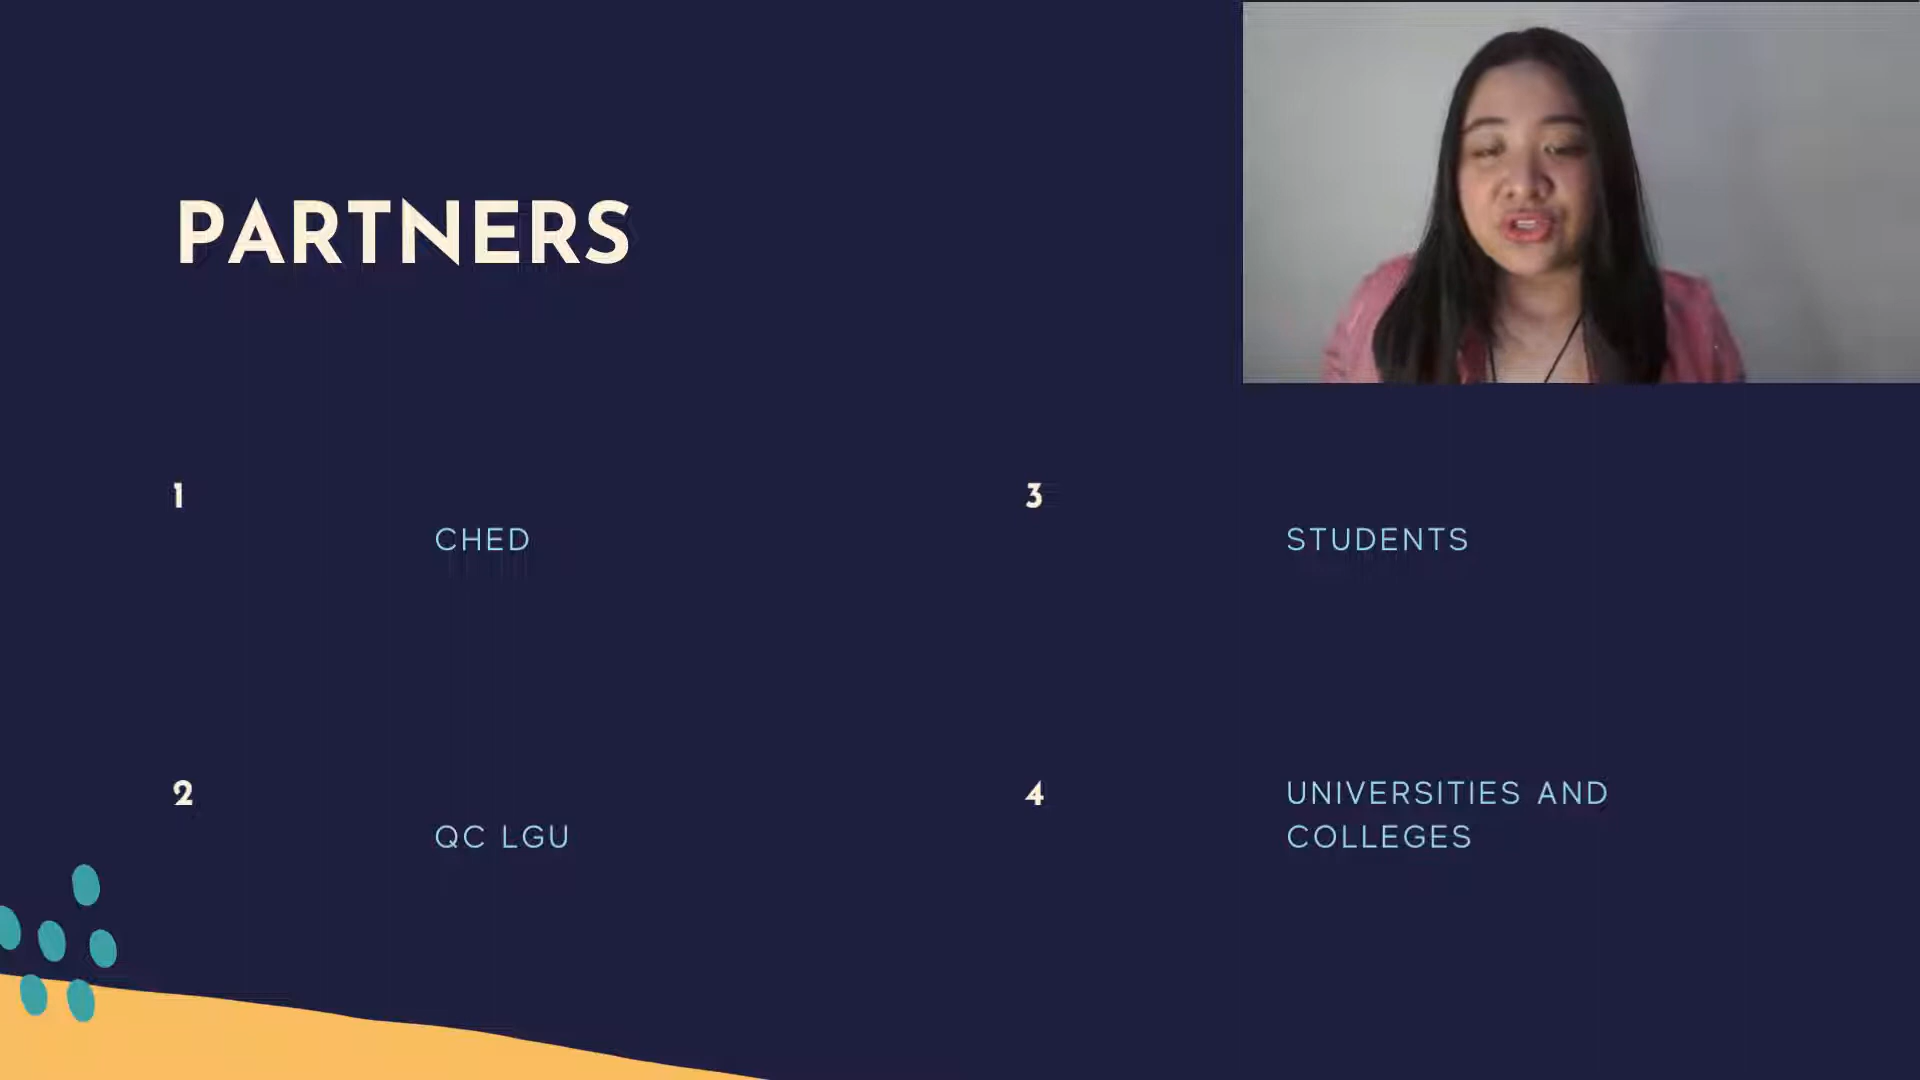 PARTNERS
1
CHED
2
QC LGU
3
STUDENTS
4
UNIVERSITIES AND
COLLEGES